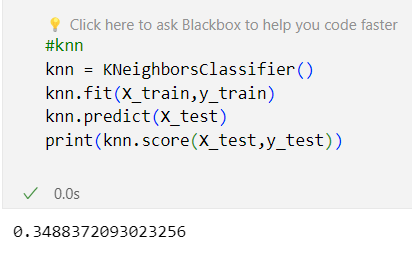 💡 Click here to ask Blackbox to help you code faster
#knn
knn = KNeighborsClassifier()
knn.fit(X_train,y_train)
knn.predict(X_test)
print(knn.score(X_test,y_test))
✓ 0.0s
0.3488372093023256